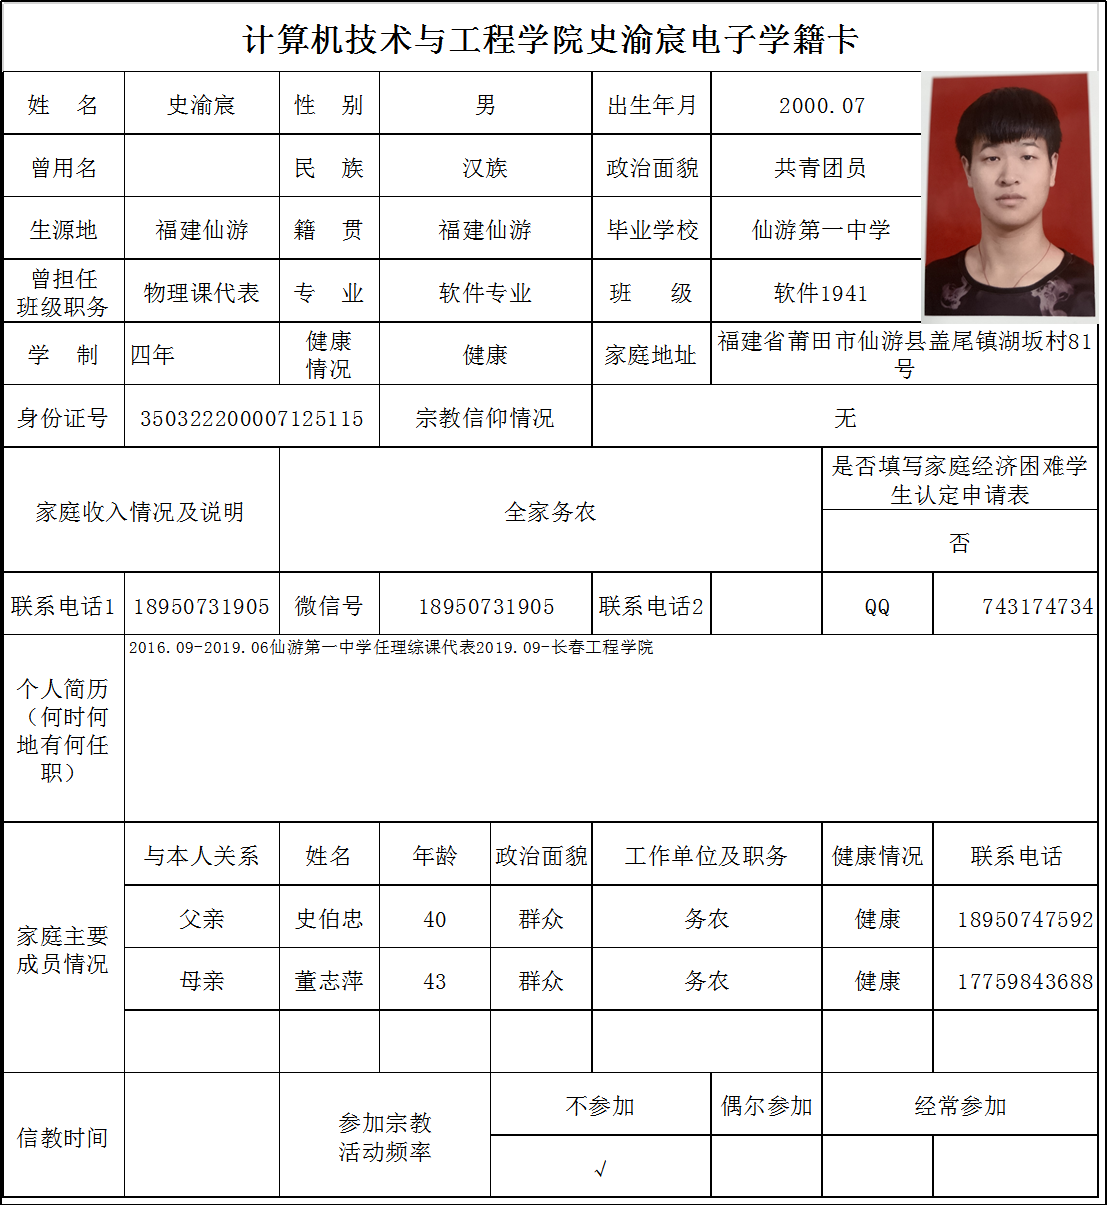 计算机技术与工程学院史渝宸电子学籍卡
姓 名 史渝宸 性 别 男 出生年月 2000.07
曾用名 民 族 汉族 政治面貌 共青团员
生源地 福建仙游 籍 贯 福建仙游 毕业学校 仙游第一中学
曾担任
班级职务 物理课代表 专 业 软件专业 班 级 软件1941
学 制 四年 健康
情况 健康 家庭地址 福建省莆田市仙游县盖尾镇湖坂村81
号
身份证号 350322200007125115 宗教信仰情况 无
家庭收入情况及说明 全家务农 是否填写家庭经济困难学
生认定申请表
否
联系电话1 18950731905 微信号 18950731905 联系电话2 QQ 743174734
个人简历
（何时何
地有何任
职） 2016.09-2019.06仙游第一中学任理综课代表2019.09-长春工程学院
家庭主要
成员情况 与本人关系 姓名 年龄 政治面貌 工作单位及职务 健康情况 联系电话
父亲 史伯忠 40 群众 务农 健康 18950747592
母亲 董志萍 43 群众 务农 健康 17759843688
信教时间 参加宗教
活动频率 不参加 偶尔参加 经常参加
√